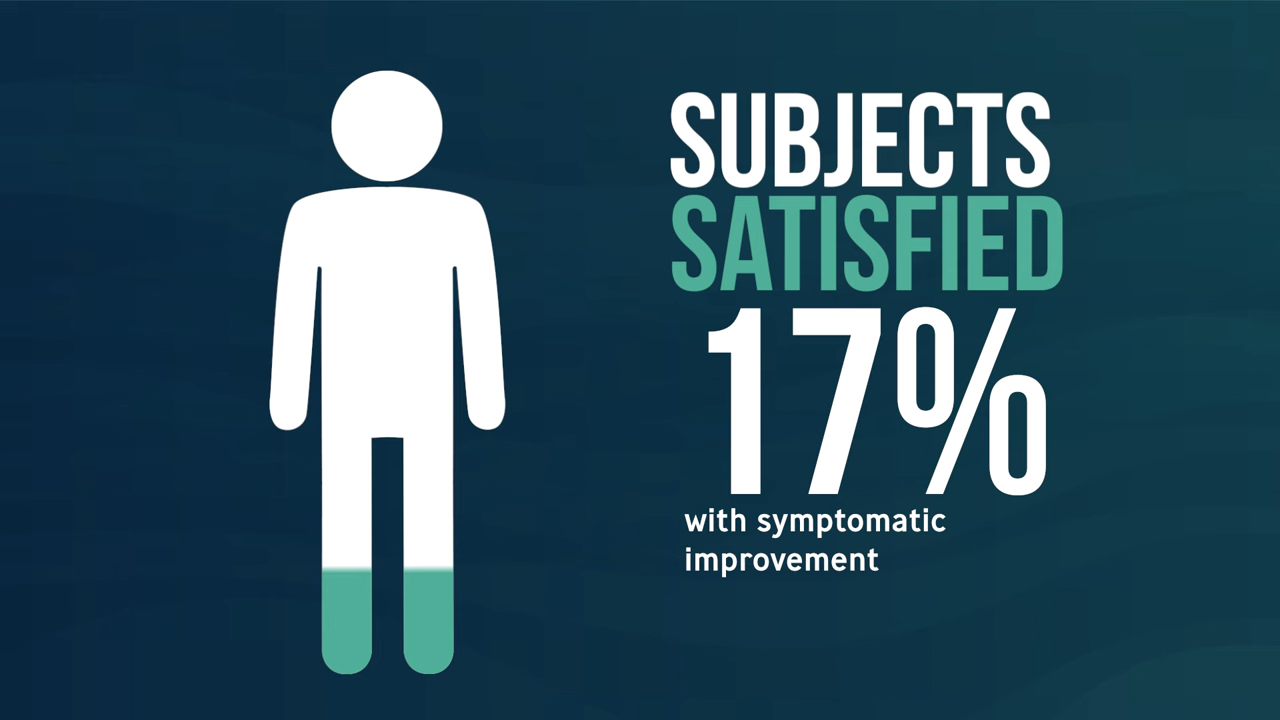 SUBJECTS
SATISFIED
17%
with symptomatic
improvement